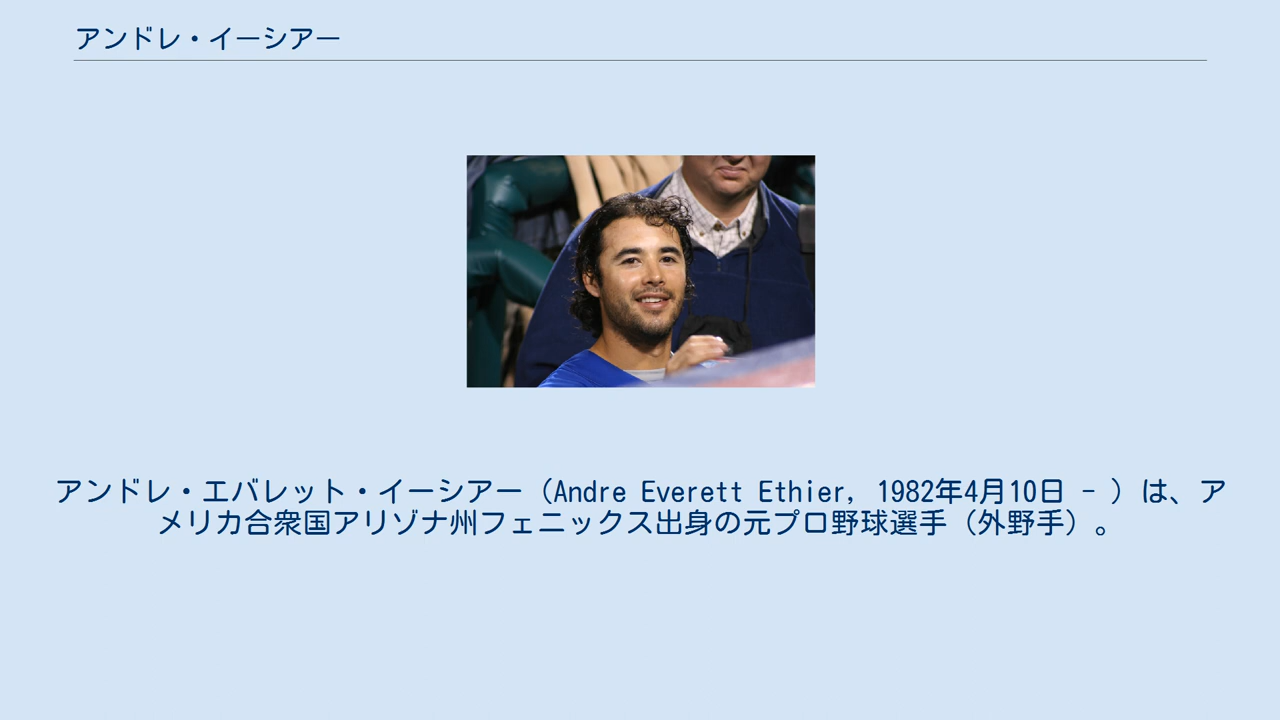 アンドレ・イーシアー
アンドレ・エバレット・イーシアー（Andre Everett Ethier, 1982年4月10日 - ）は、ア
メリカ合衆国アリゾナ州フェニックス出身の元プロ野球選手（外野手）。